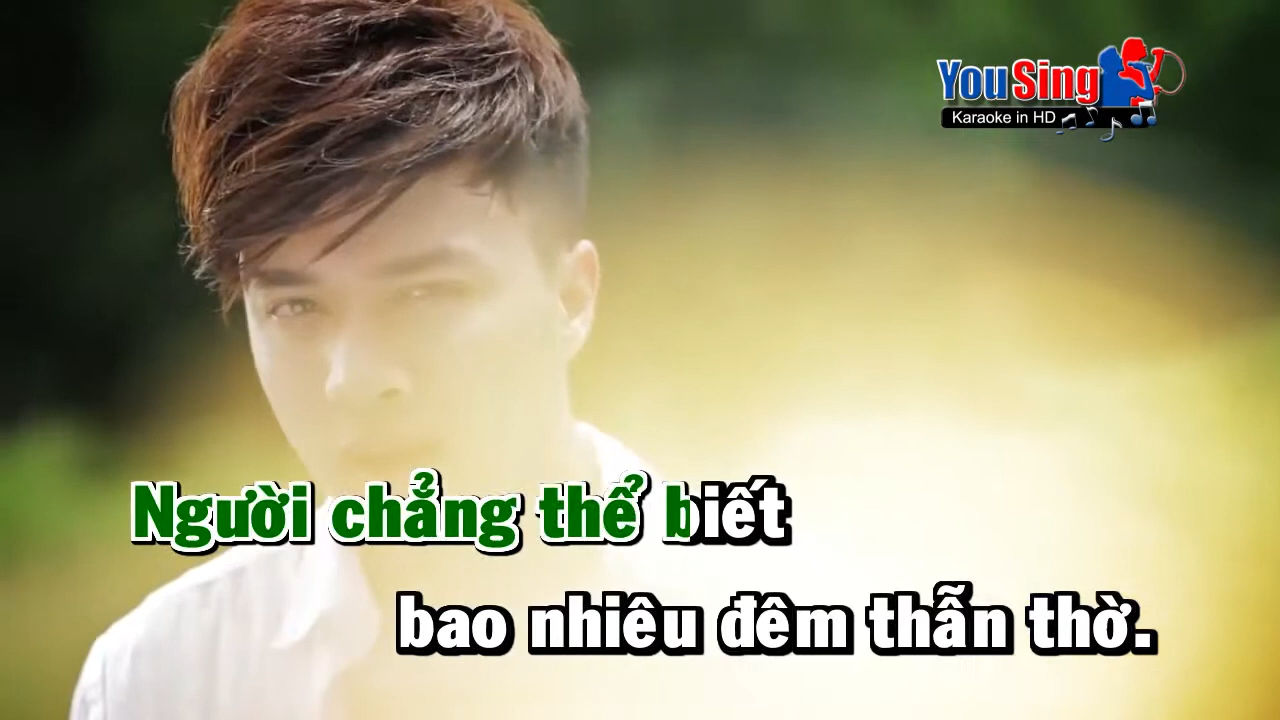 YouSing
Karaoke in HD
Người chẳng thể biết
bao nhiêu đêm thẫn thờ.